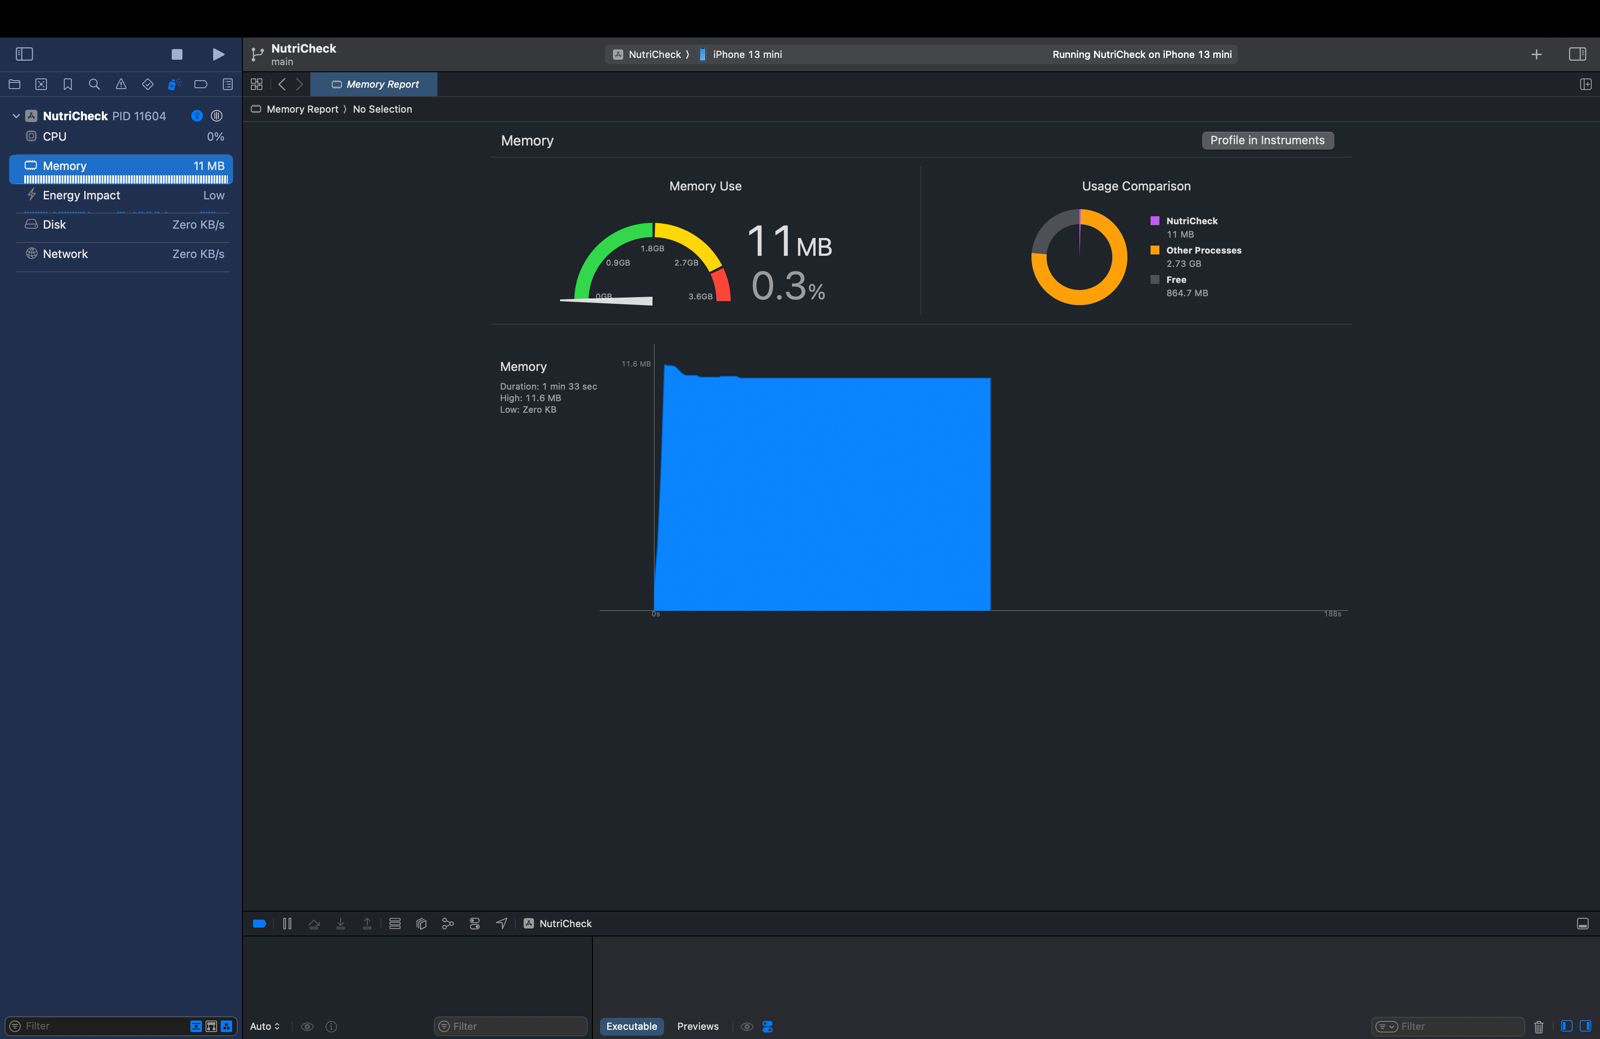 NutriCheck
main
NutriCheck 〉 iPhone 13 mini
Running NutriCheck on iPhone 13 mini
Memory Report
Memory Report 〉 No Selection
NutriCheck PID 11604
CPU 0%
Memory 11 MB
Energy Impact Low
Disk Zero KB/s
Network Zero KB/s
Memory
Profile in Instruments
Memory Use
0GB
0.9GB
1.8GB
2.7GB
3.6GB
11MB
0.3%
Usage Comparison
NutriCheck
11 MB
Other Processes
2.73 GB
Free
864.7 MB
Memory
Duration: 1 min 33 sec
High: 11.6 MB
Low: Zero KB
11.6 MB
0s
188s
NutriCheck
Filter
Auto
Filter
Executable
Previews
Filter